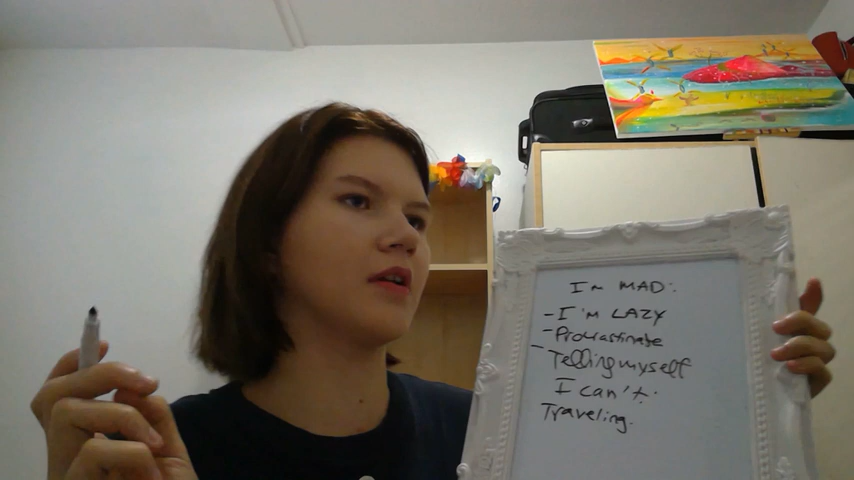 I'm MAD:
- I'M LAZY
- Procrastinate
- Telling myself
I can't.
Traveling.